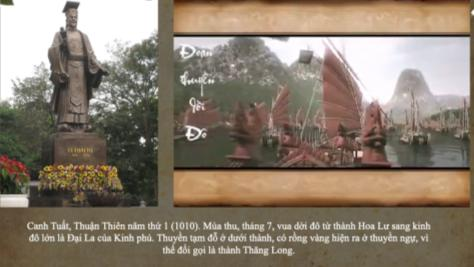 Đoàn
thuyền
dời
Đô
Canh Tuất, Thuận Thiên năm thứ 1 (1010). Mùa thu, tháng 7, vua dời đô từ thành Hoa Lư sang kinh
đô lớn là Đại La của Kinh phủ. Thuyền tạm đỗ ở dưới thành, có rồng vàng hiện ra ở thuyền ngự, vì
thế đổi gọi là thành Thăng Long.